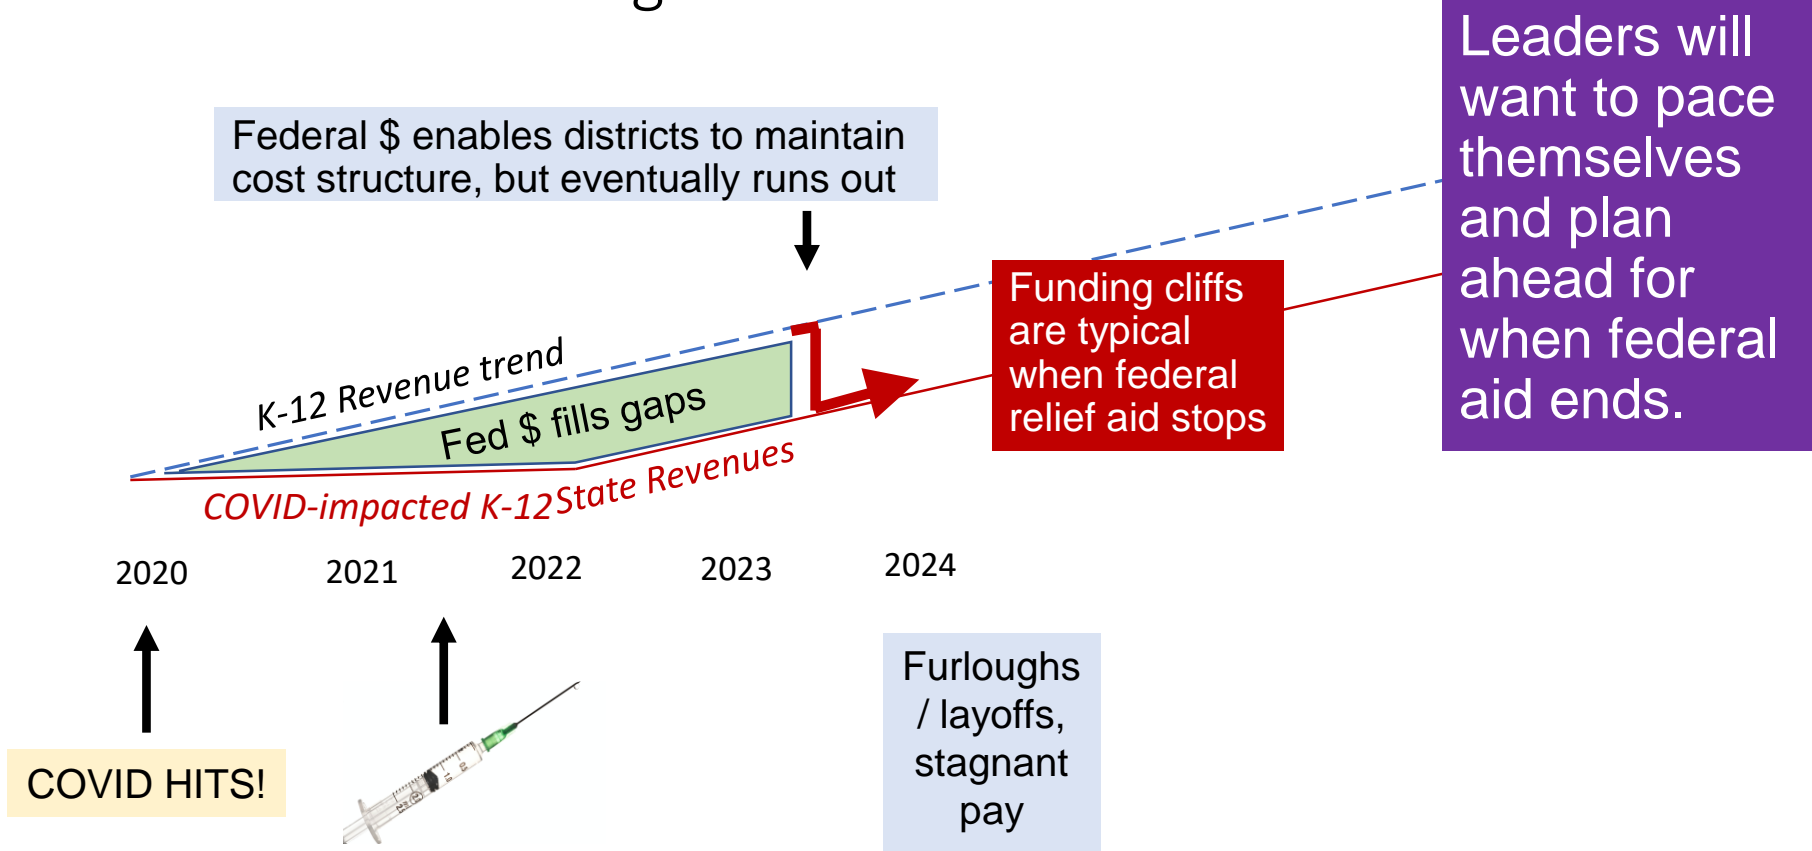 Leaders will
want to pace
themselves
and plan
ahead for
when federal
aid ends.
Federal $ enables districts to maintain
cost structure, but eventually runs out
Funding cliffs
are typical
when federal
relief aid stops
K-12 Revenue trend
Fed $ fills gaps
COVID-impacted K-12 State Revenues
2020 2021 2022 2023 2024
Furloughs
/ layoffs,
stagnant
pay
COVID HITS!